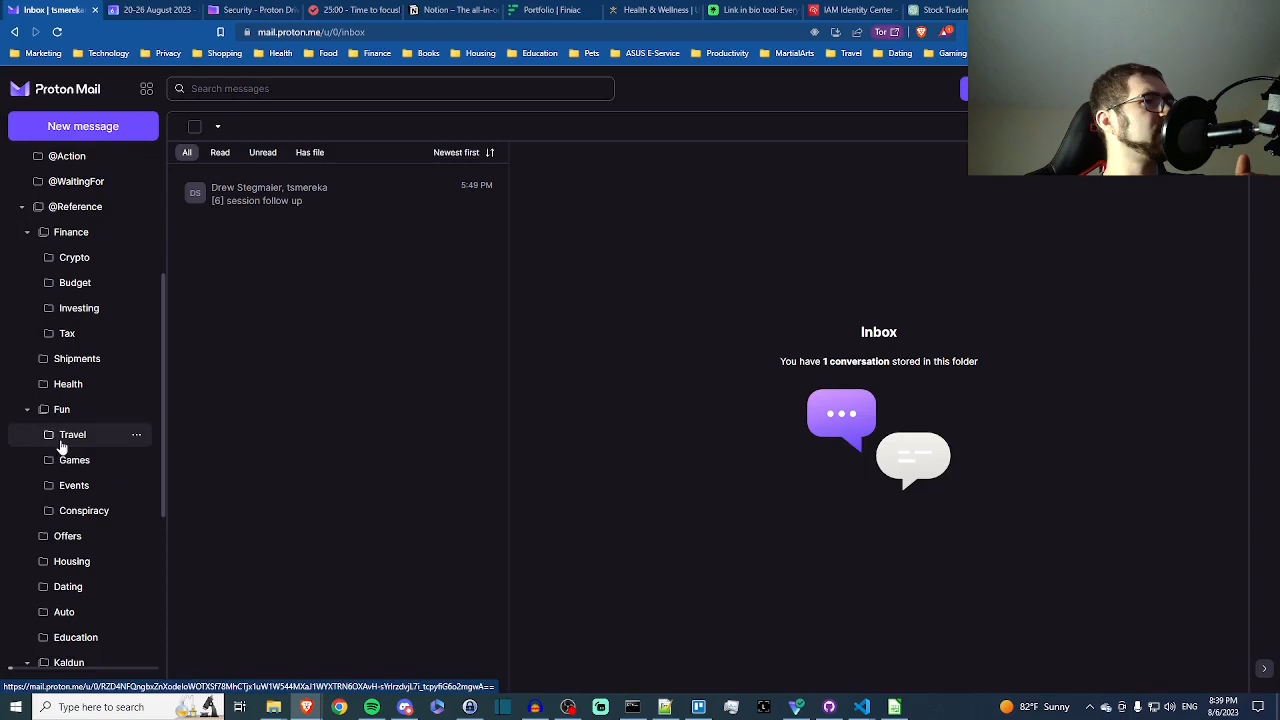 Inbox | tsmereke
20-26 August 2023 -
Security - Proton Dri
25:00 - Time to focus!
Notion – The all-in-o
Portfolio | Finiac
Health & Wellness | 
Link in bio tool: Every
IAM Identity Center -
Stock Trading
mail.proton.me/u/0/inbox
Tor
1
Marketing
Technology
Privacy
Shopping
Health
Food
Finance
Books
Housing
Education
Pets
ASUS E-Service
Productivity
MartialArts
Travel
Gaming
Proton Mail
Search messages
New message
All
Read
Unread
Has file
Newest first
@Action
@WaitingFor
@Reference
Finance
Crypto
Budget
Investing
Tax
Shipments
Health
Fun
Travel
Games
Events
Conspiracy
Offers
Housing
Dating
Auto
Education
Kaldun
DS
Drew Stegmaier, tsmereka
5:49 PM
[6] session follow up
Inbox
You have 1 conversation stored in this folder
Type here to search
82°F Sunny
8:39 PM
8/6/2023